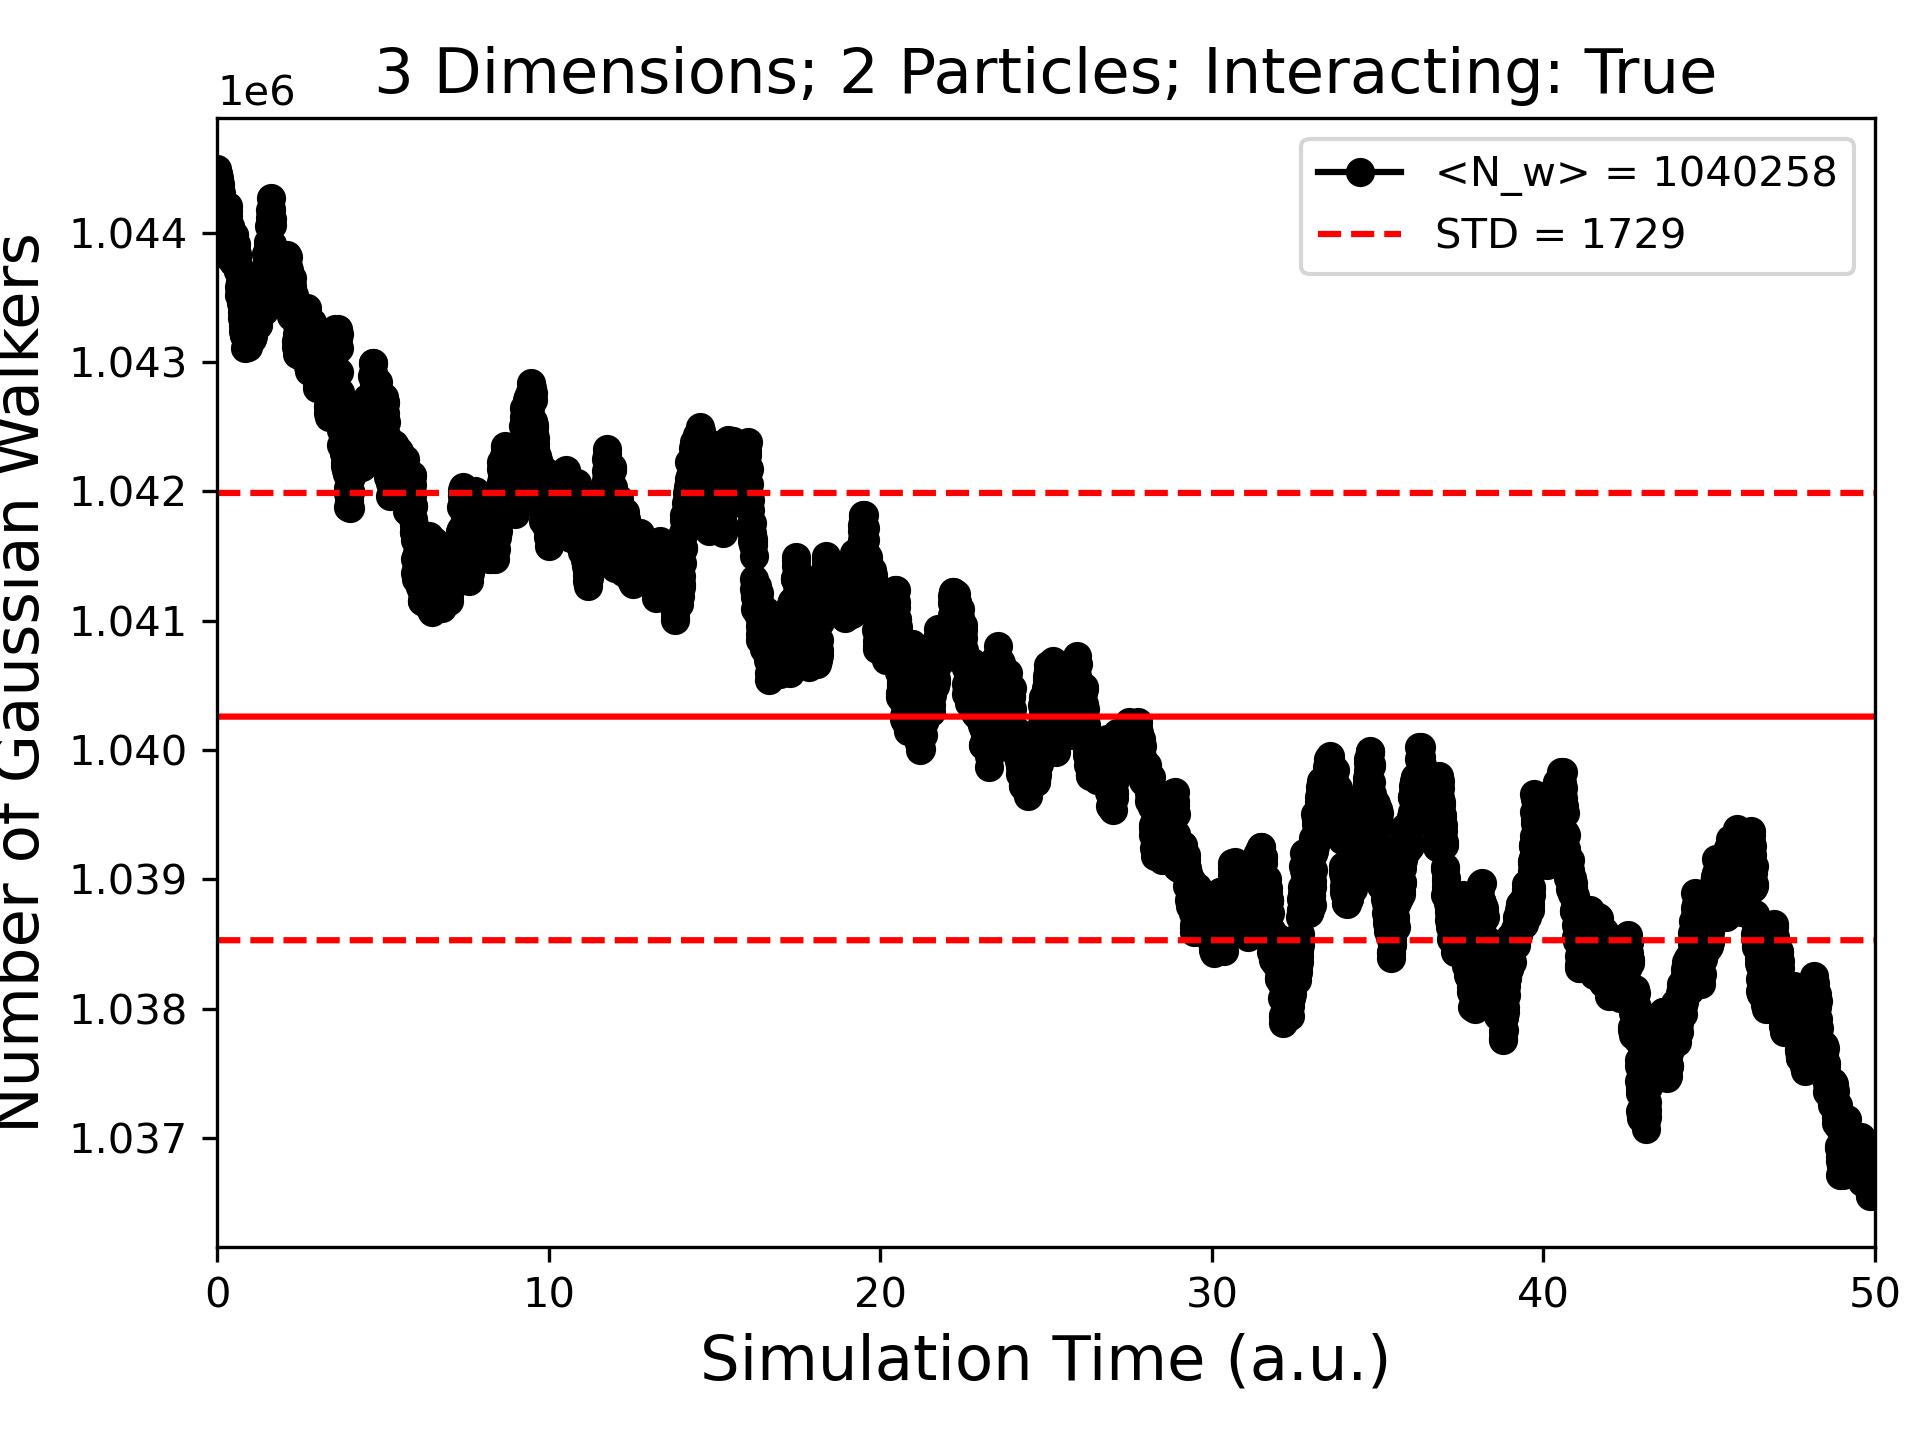 3 Dimensions; 2 Particles; Interacting: True
1e6
<N_w> = 1040258
STD = 1729
Number of Gaussian Walkers
1.044
1.043
1.042
1.041
1.040
1.039
1.038
1.037
0 10 20 30 40 50
Simulation Time (a.u.)